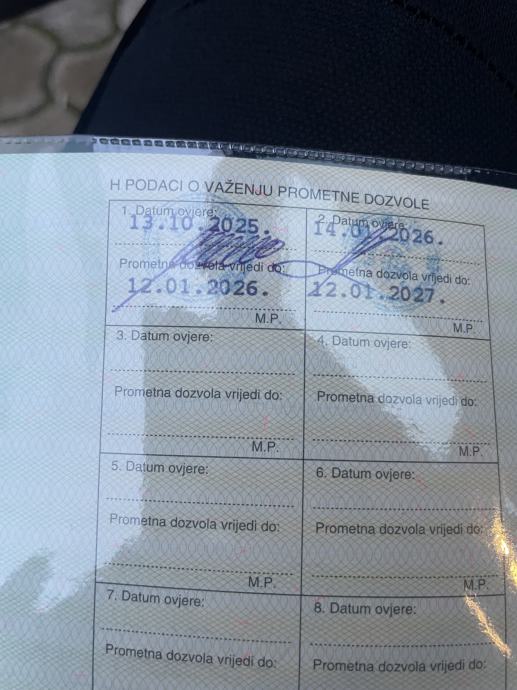 H PODACI O VAŽENJU PROMETNE DOZVOLE
1. Datum ovjere:
13.10.2025.
Prometna dozvola vrijedi do:
12.01.2026.
M.P.
2. Datum ovjere:
14.01.2026.
Prometna dozvola vrijedi do:
12.01.2027.
M.P.
3. Datum ovjere:
Prometna dozvola vrijedi do:
M.P.
4. Datum ovjere:
Prometna dozvola vrijedi do:
M.P.
5. Datum ovjere:
Prometna dozvola vrijedi do:
M.P.
6. Datum ovjere:
Prometna dozvola vrijedi do:
M.P.
7. Datum ovjere:
Prometna dozvola vrijedi do:
8. Datum ovjere:
Prometna dozvola vrijedi do: